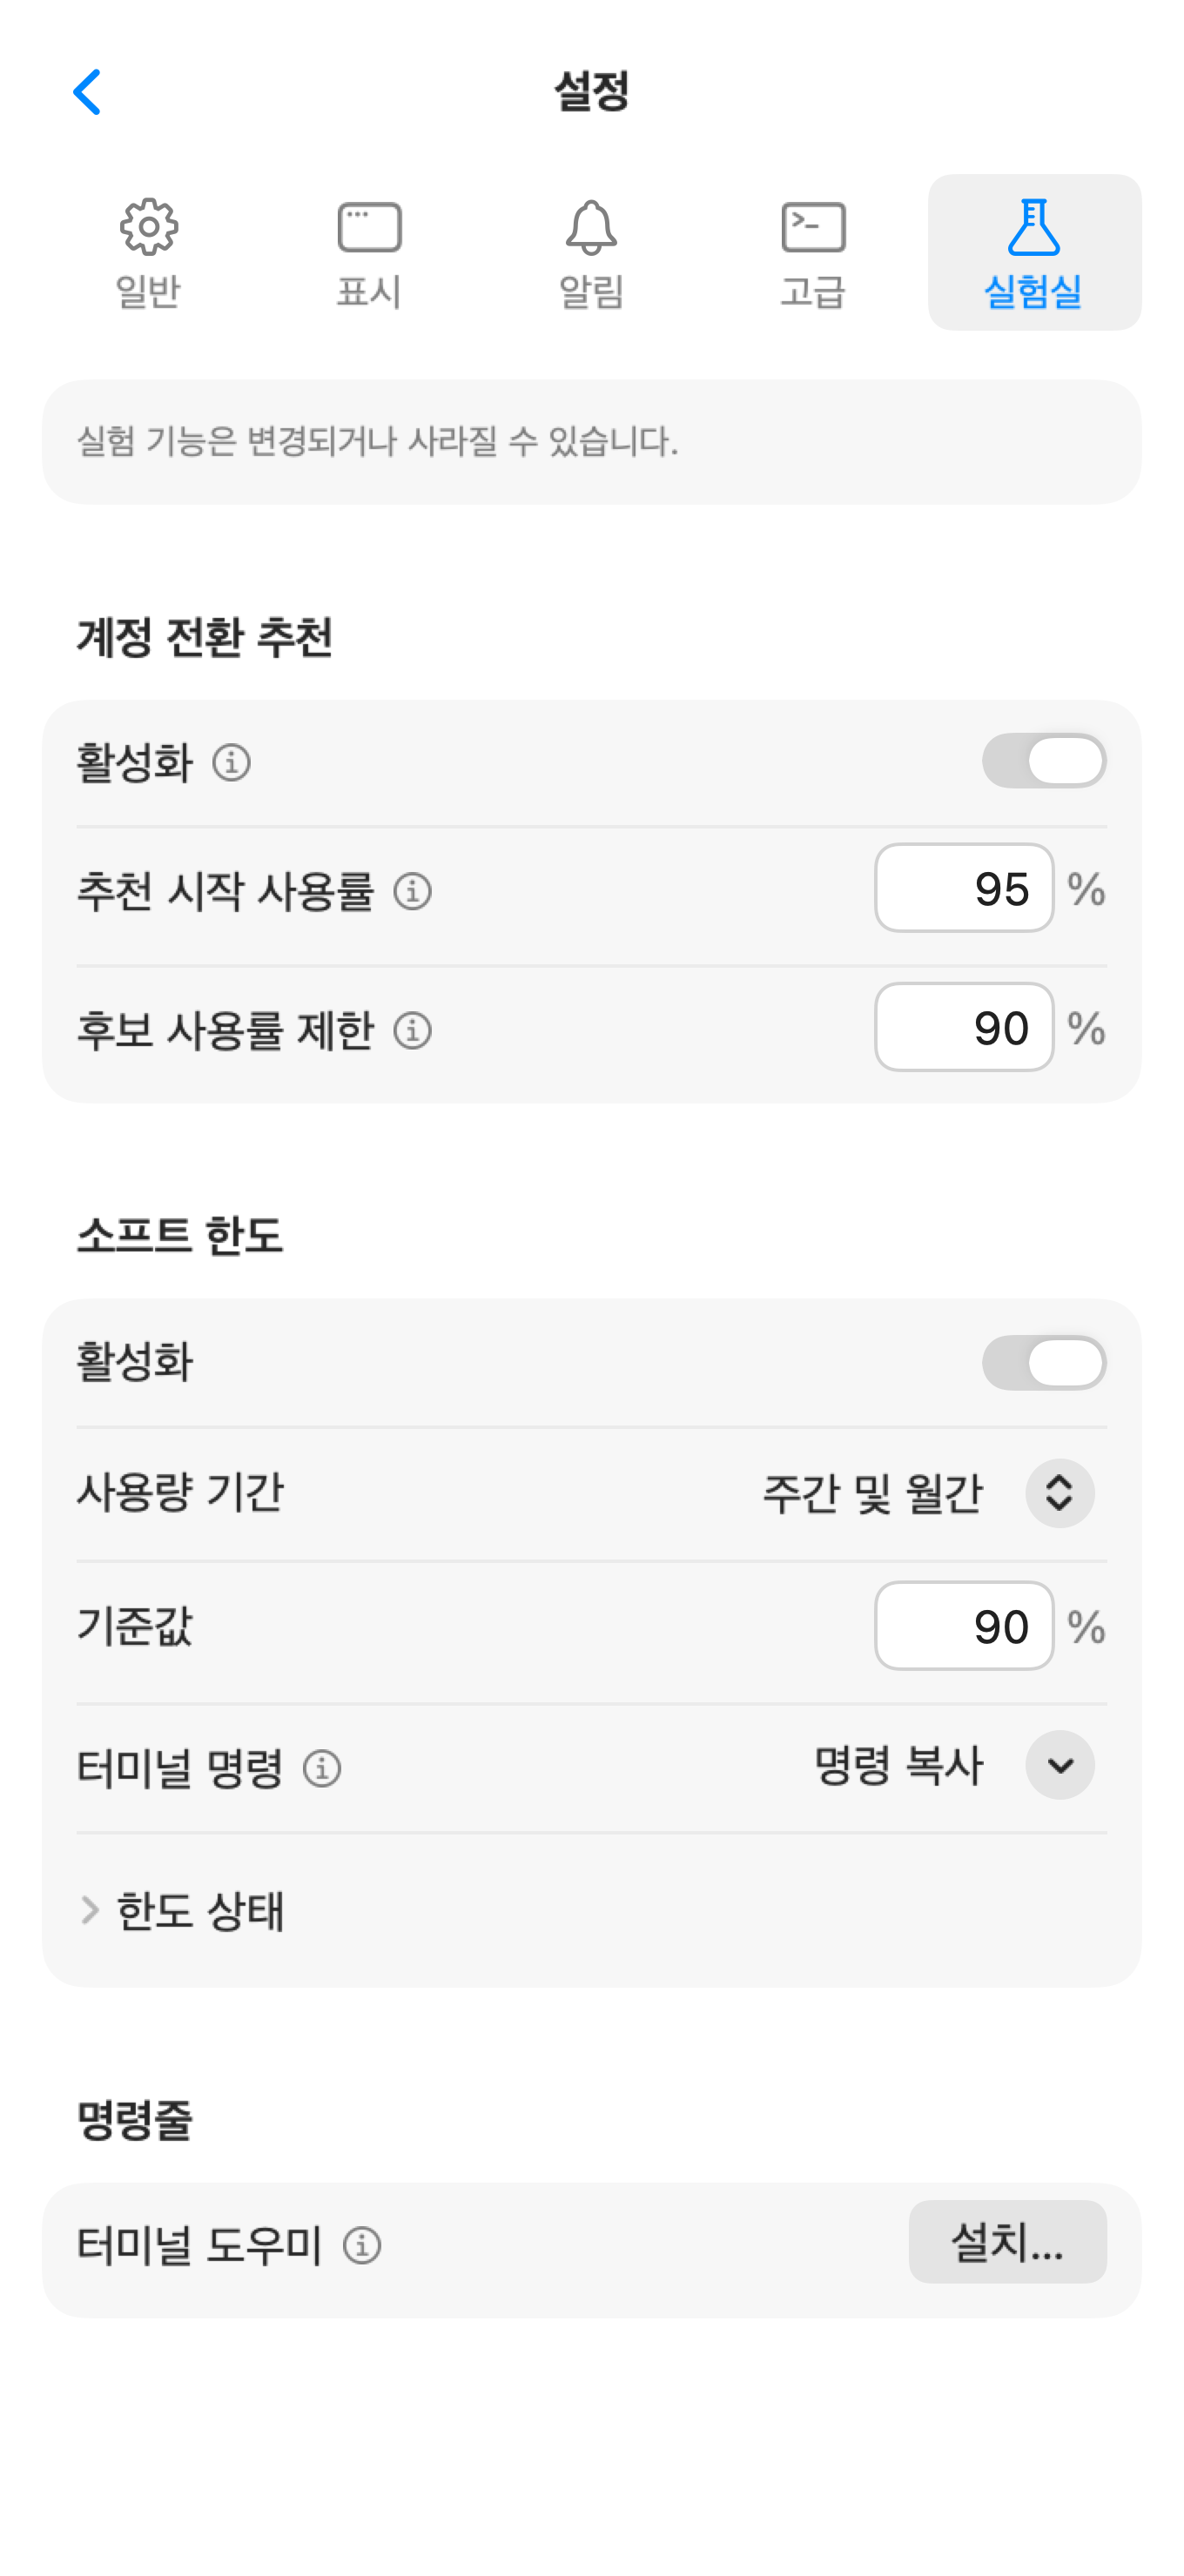 설정
일반
표시
알림
고급
실험실
실험 기능은 변경되거나 사라질 수 있습니다.
계정 전환 추천
활성화
추천 시작 사용률
95 %
후보 사용률 제한
90 %
소프트 한도
활성화
사용량 기간
주간 및 월간
기준값
90 %
터미널 명령
명령 복사
한도 상태
명령줄
터미널 도우미
설치...